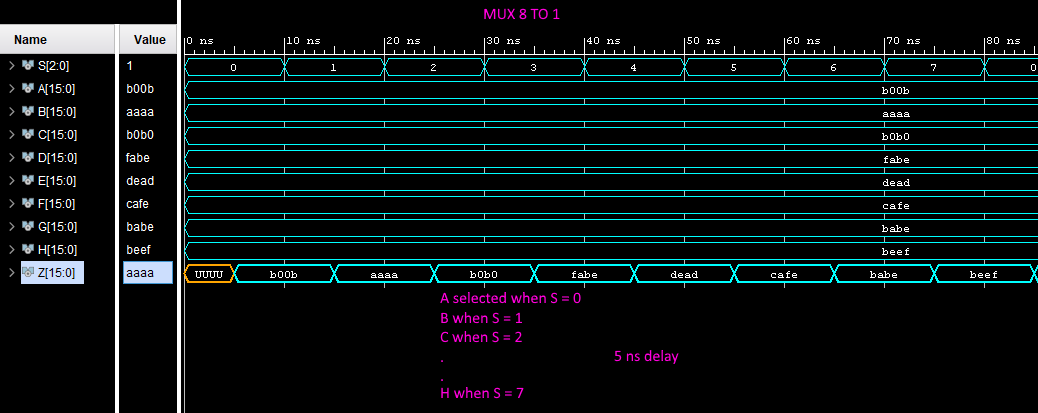 MUX 8 TO 1
Name Value 0 ns 10 ns 20 ns 30 ns 40 ns 50 ns 60 ns 70 ns 80 ns
S[2:0] 1 0 1 2 3 4 5 6 7 0
A[15:0] b00b b00b
B[15:0] aaaa aaaa
C[15:0] b0b0 b0b0
D[15:0] fabe fabe
E[15:0] dead dead
F[15:0] cafe cafe
G[15:0] babe babe
H[15:0] beef beef
Z[15:0] aaaa UUUU b00b aaaa b0b0 fabe dead cafe babe beef
A selected when S = 0
B when S = 1
C when S = 2
. 5 ns delay
.
H when S = 7